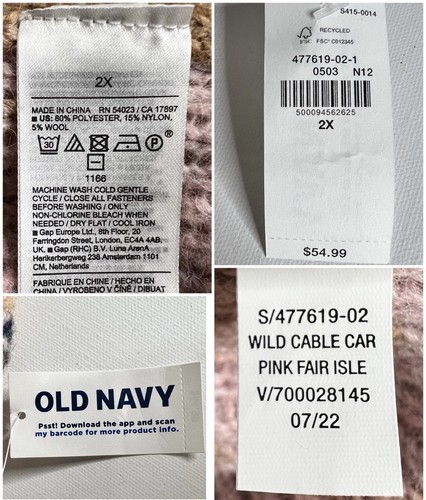 2X
MADE IN CHINA RN 54023 / CA 17897
■ US: 80% POLYESTER, 15% NYLON,
5% WOOL
30 P ®
1166
MACHINE WASH COLD GENTLE
CYCLE / CLOSE ALL FASTENERS
BEFORE WASHING / ONLY
NON-CHLORINE BLEACH WHEN
NEEDED / DRY FLAT / COOL IRON
■ Gap Europe Ltd., 8th Floor, 20
Farringdon Street, London, EC4A 4AB,
UK. ■ Gap (RHC) B.V. Luna ArenA
Herikerbergweg 238 Amsterdam 1101
CM, Netherlands
FABRIQUE EN CHINE / HECHO EN
CHINA / VYROBENO V ČÍNĚ / DIBUAT
S415-0014
FSC
RECYCLED
FSC® C012345
477619-02-1
0503 N12
500094562625
2X
$54.99
OLD NAVY
Psst! Download the app and scan
my barcode for more product info.
S/477619-02
WILD CABLE CAR
PINK FAIR ISLE
V/700028145
07/22